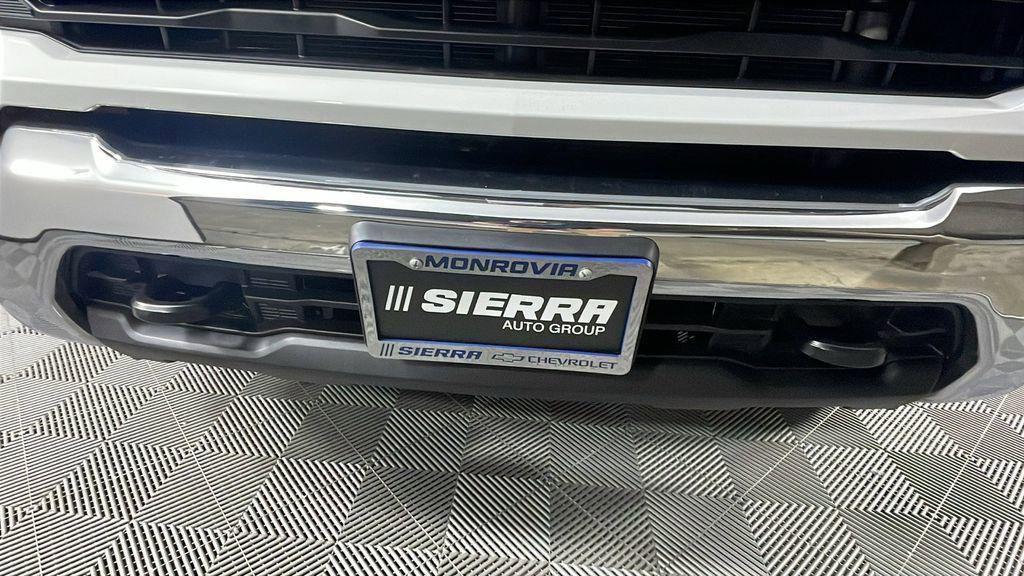 MONROVIA
SIERRA
AUTO GROUP
SIERRA CHEVROLET